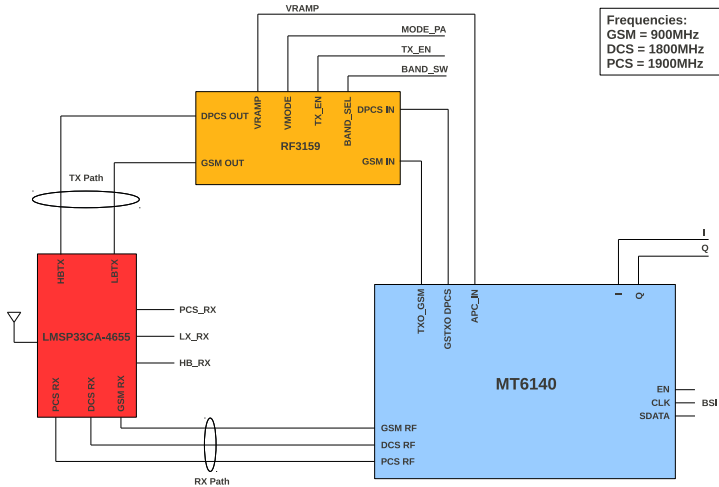 VRAMP
MODE_PA
TX_EN
BAND_SW
Frequencies:
GSM = 900MHz
DCS = 1800MHz
PCS = 1900MHz
DPCS OUT
VRAMP
VMODE
TX_EN
BAND_SEL
DPCS IN
RF3159
GSM OUT
GSM IN
TX Path
I
Q
HBTX
LBTX
PCS_RX
LMSP33CA-4655
LX_RX
HB_RX
PCS RX
DCS RX
GSM RX
TXO_GSM
GSTXO DPCS
APC_IN
I
Q
MT6140
EN
CLK
BSI
SDATA
GSM RF
DCS RF
PCS RF
RX Path